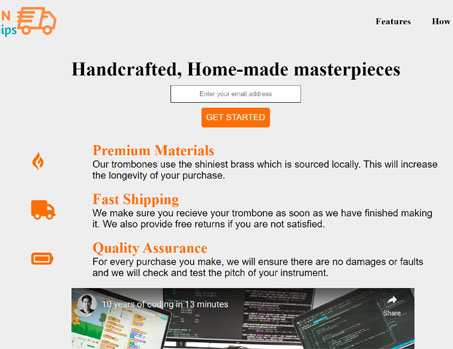 N
ips
Features
How
Handcrafted, Home-made masterpieces
Enter your email address
GET STARTED
Premium Materials
Our trombones use the shiniest brass which is sourced locally. This will increase
the longevity of your purchase.
Fast Shipping
We make sure you recieve your trombone as soon as we have finished making
it. We also provide free returns if you are not satisfied.
Quality Assurance
For every purchase you make, we will ensure there are no damages or faults
and we will check and test the pitch of your instrument.
10 years of coding in 13 minutes
Share